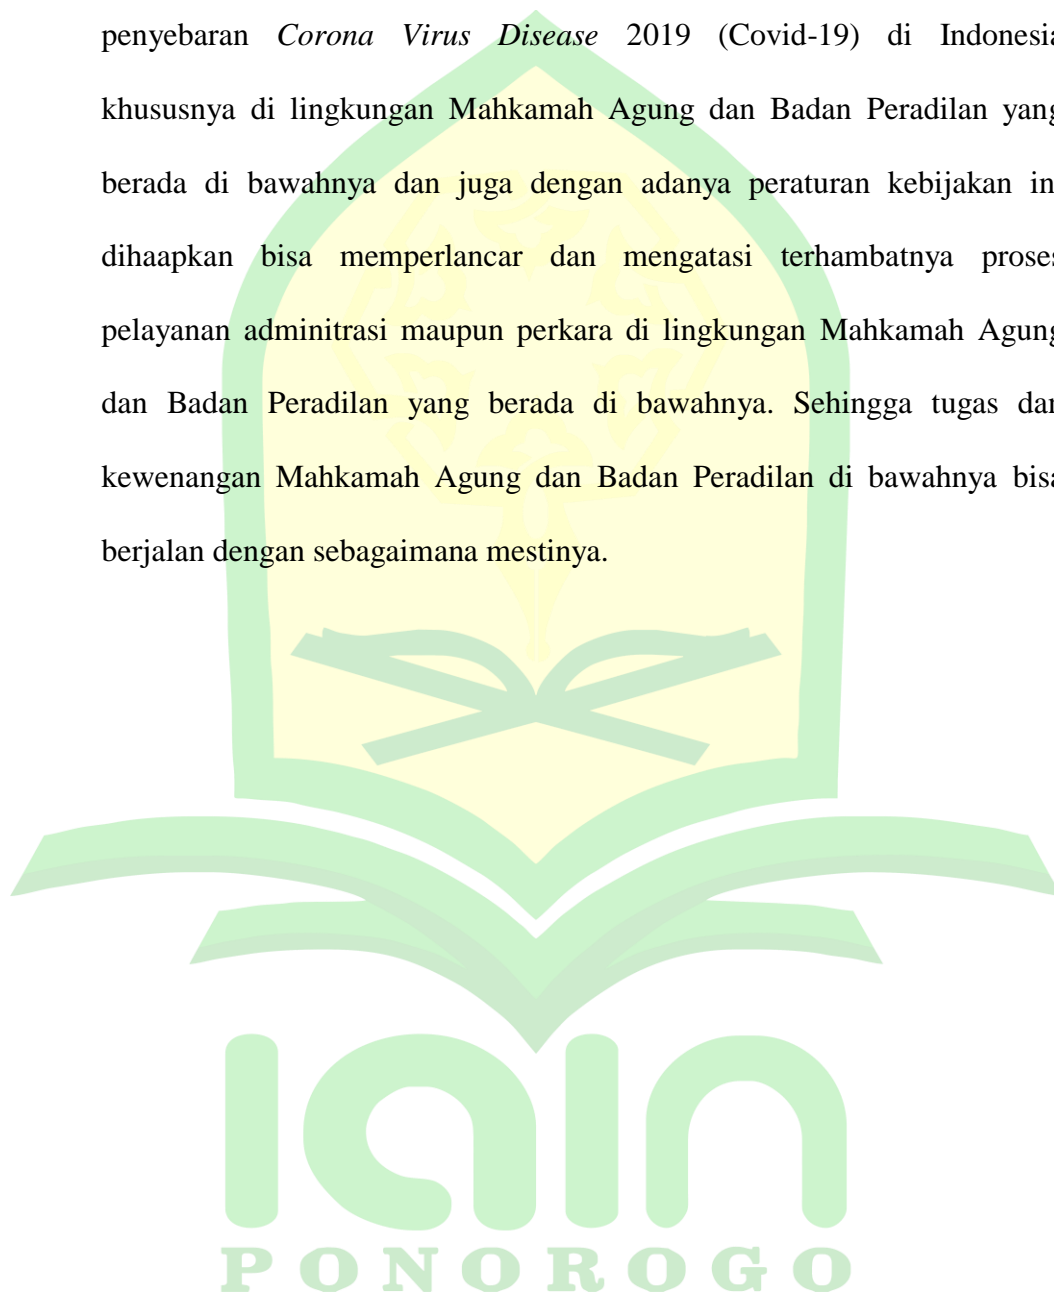 penyebaran Corona Virus Disease 2019 (Covid-19) di Indonesia
khususnya di lingkungan Mahkamah Agung dan Badan Peradilan yang
berada di bawahnya dan juga dengan adanya peraturan kebijakan in
dihaapkan bisa memperlancar dan mengatasi terhambatnya proses
pelayanan adminitrasi maupun perkara di lingkungan Mahkamah Agung
dan Badan Peradilan yang berada di bawahnya. Sehingga tugas dan
kewenangan Mahkamah Agung dan Badan Peradilan di bawahnya bisa
berjalan dengan sebagaimana mestinya.
iain
PONOROGO